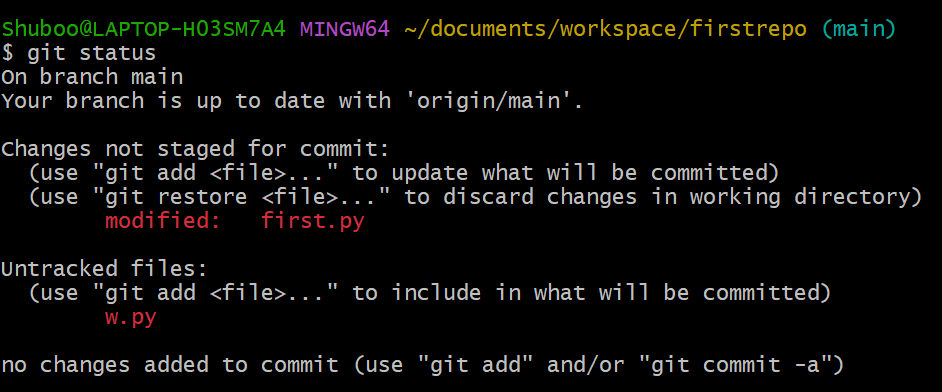 Shuboo@LAPTOP-HO3SM7A4 MINGW64 ~/documents/workspace/firstrepo (main)
$ git status
On branch main
Your branch is up to date with 'origin/main'.

Changes not staged for commit:
  (use "git add <file>..." to update what will be committed)
  (use "git restore <file>..." to discard changes in working directory)
        modified:   first.py

Untracked files:
  (use "git add <file>..." to include in what will be committed)
        w.py

no changes added to commit (use "git add" and/or "git commit -a")